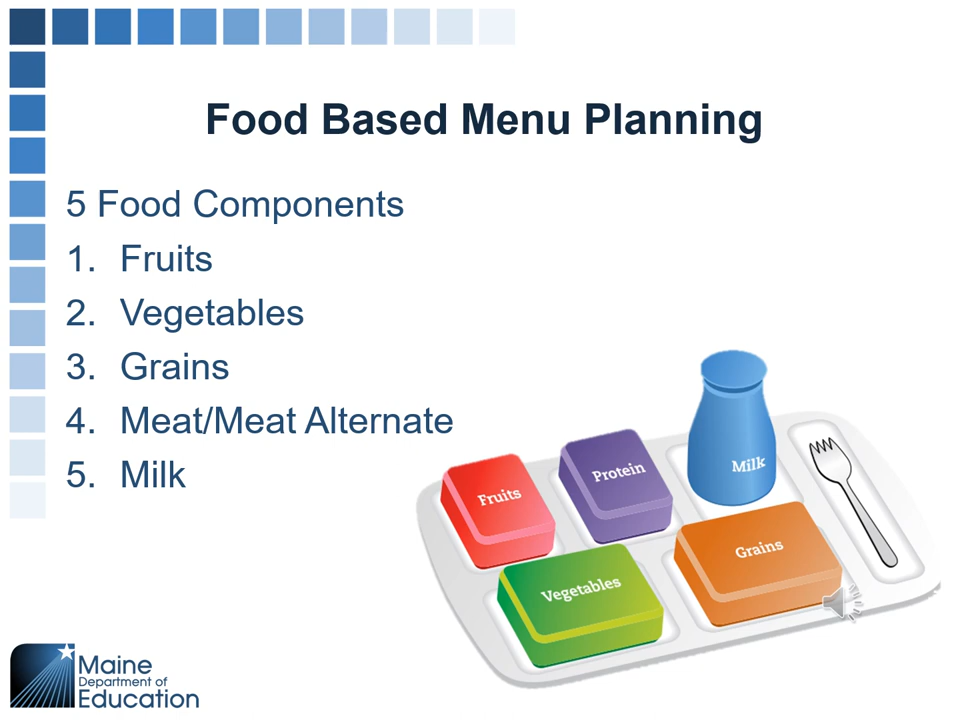 Food Based Menu Planning
5 Food Components
1. Fruits
2. Vegetables
3. Grains
4. Meat/Meat Alternate
5. Milk
Fruits
Protein
Milk
Vegetables
Grains
Maine
Department of
Education